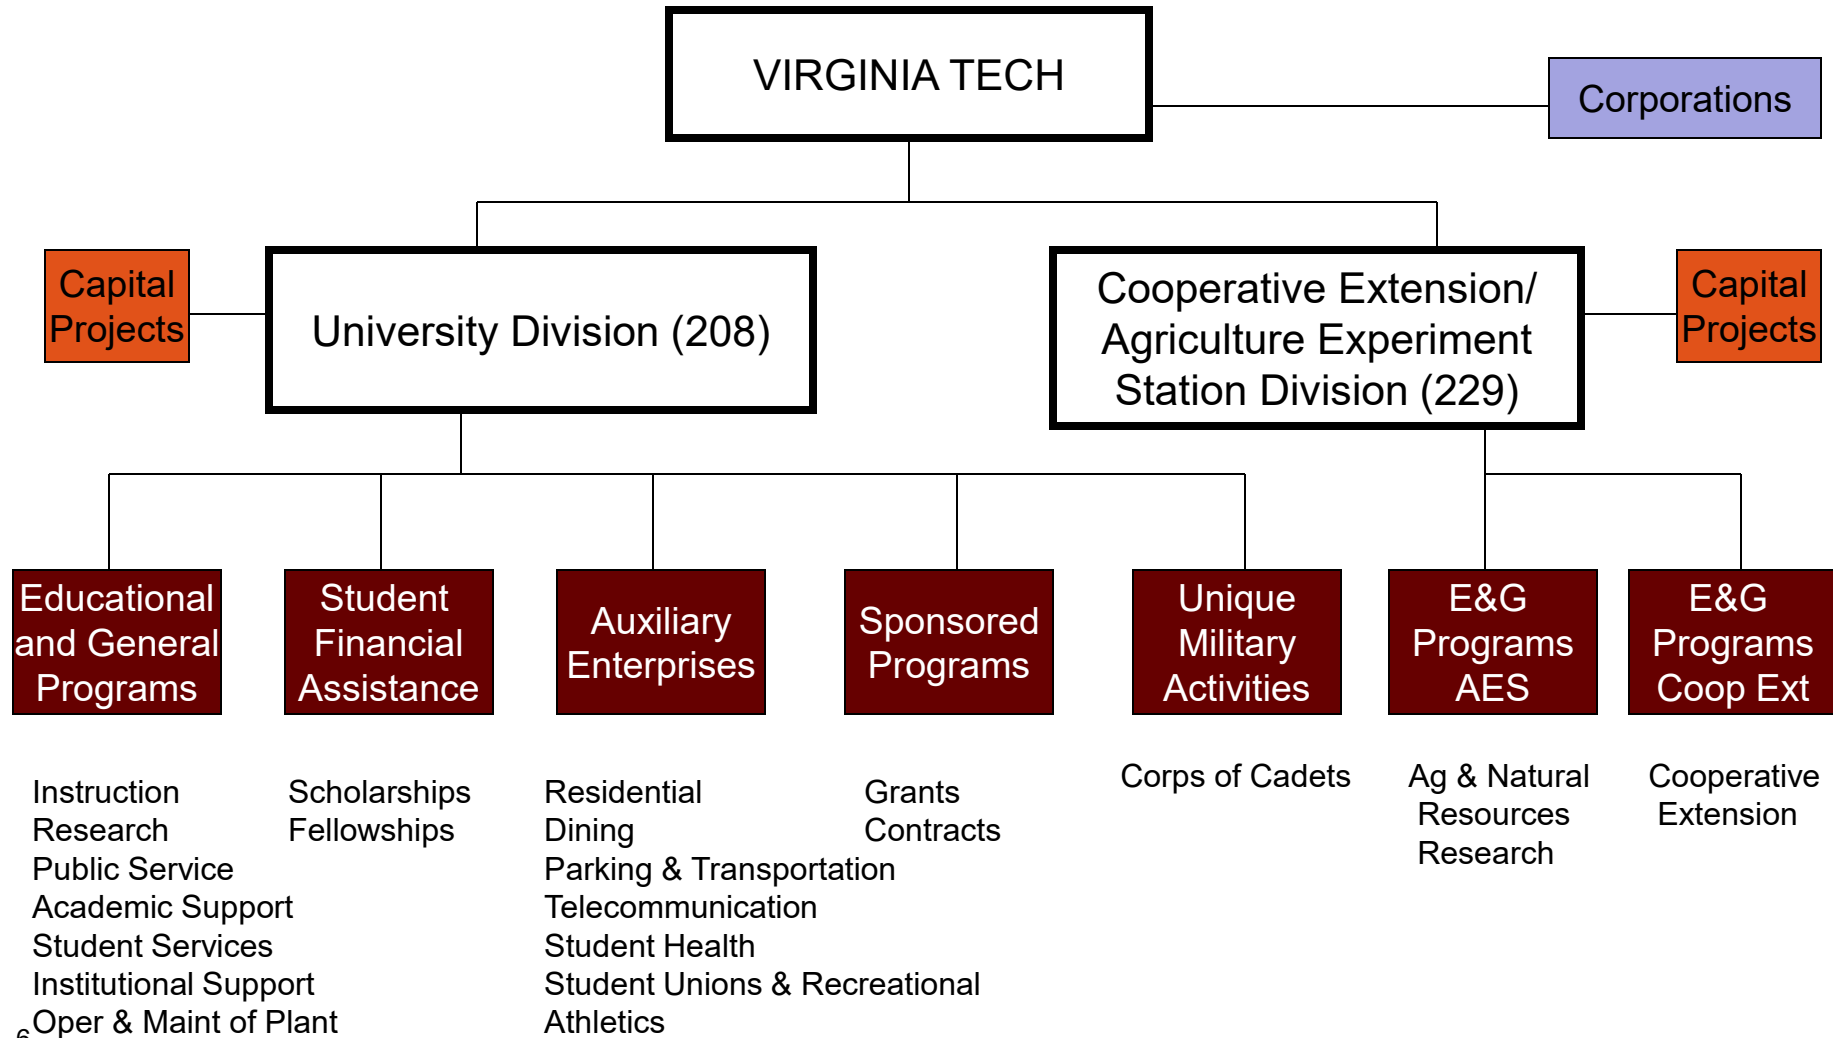 VIRGINIA TECH
Corporations
Capital
Projects
University Division (208)
Cooperative Extension/
Agriculture Experiment
Station Division (229)
Capital
Projects
Educational
and General
Programs
Student
Financial
Assistance
Auxiliary
Enterprises
Sponsored
Programs
Unique
Military
Activities
E&G
Programs
AES
E&G
Programs
Coop Ext
Instruction
Research
Public Service
Academic Support
Student Services
Institutional Support
Oper & Maint of Plant
Scholarships
Fellowships
Residential
Dining
Parking & Transportation
Telecommunication
Student Health
Student Unions & Recreational
Athletics
Grants
Contracts
Corps of Cadets
Ag & Natural
Resources
Research
Cooperative
Extension
6